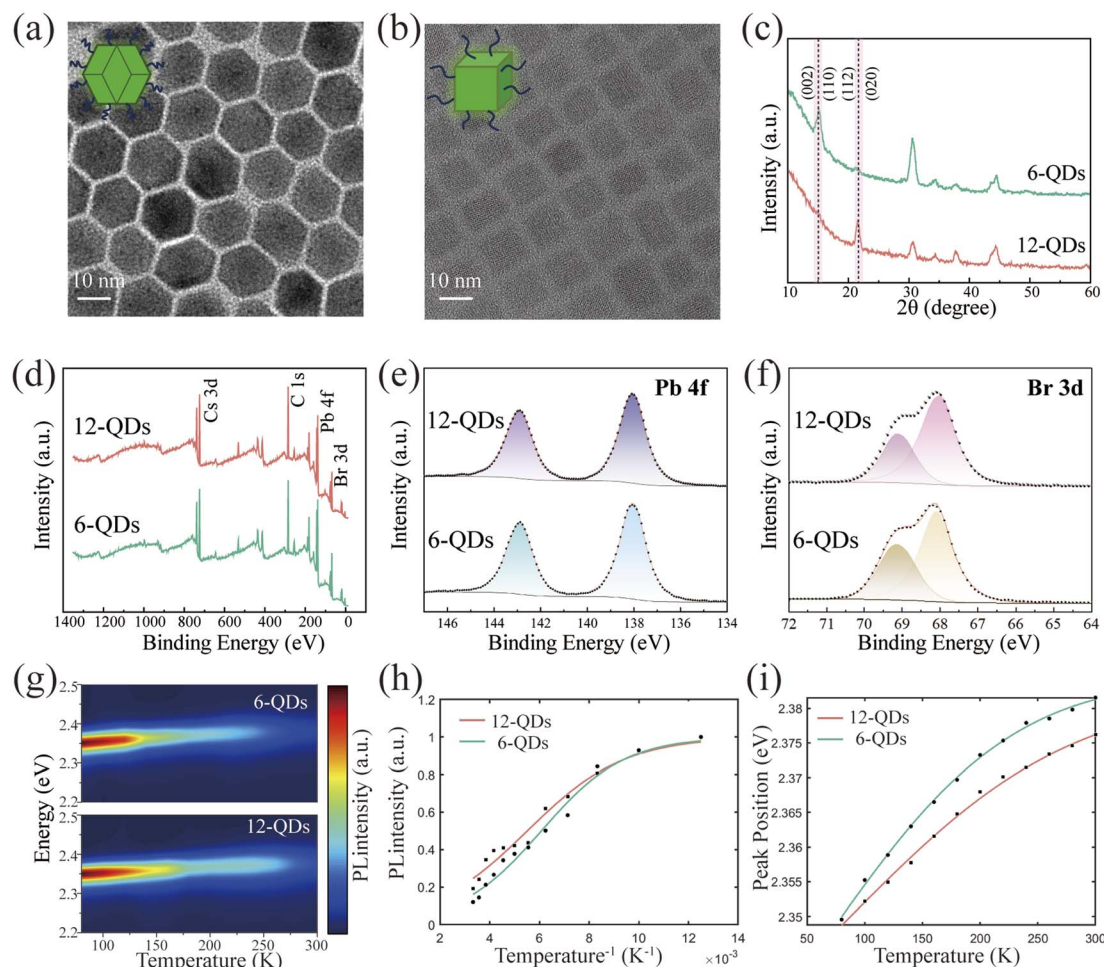 (a)
10 nm
(b)
10 nm
(c)
Intensity (a.u.)
(002)
(110)
(112)
(020)
6-QDs
12-QDs
10 20 30 40 50 60
2θ (degree)
(d)
Intensity (a.u.)
12-QDs
6-QDs
Cs 3d
C 1s
Pb 4f
Br 3d
1400 1200 1000 800 600 400 200 0
Binding Energy (eV)
(e)
Pb 4f
Intensity (a.u.)
12-QDs
6-QDs
146 144 142 140 138 136 134
Binding Energy (eV)
(f)
Br 3d
Intensity (a.u.)
12-QDs
6-QDs
72 71 70 69 68 67 66 65 64
Binding Energy (eV)
(g)
Energy (eV)
2.5
2.4
2.3
2.2
6-QDs
2.4
2.3
2.2
12-QDs
100 150 200 250 300
Temperature (K)
PLintensity (a.u.)
(h)
PLintensity (a.u.)
1.2
1
0.8
0.6
0.4
0.2
0
12-QDs
6-QDs
2 4 6 8 10 12 14
Temperature⁻¹ (K⁻¹)
×10⁻³
(i)
Peak Position (eV)
2.38
2.375
2.37
2.365
2.36
2.355
2.35
12-QDs
6-QDs
50 100 150 200 250 300
Temperature (K)